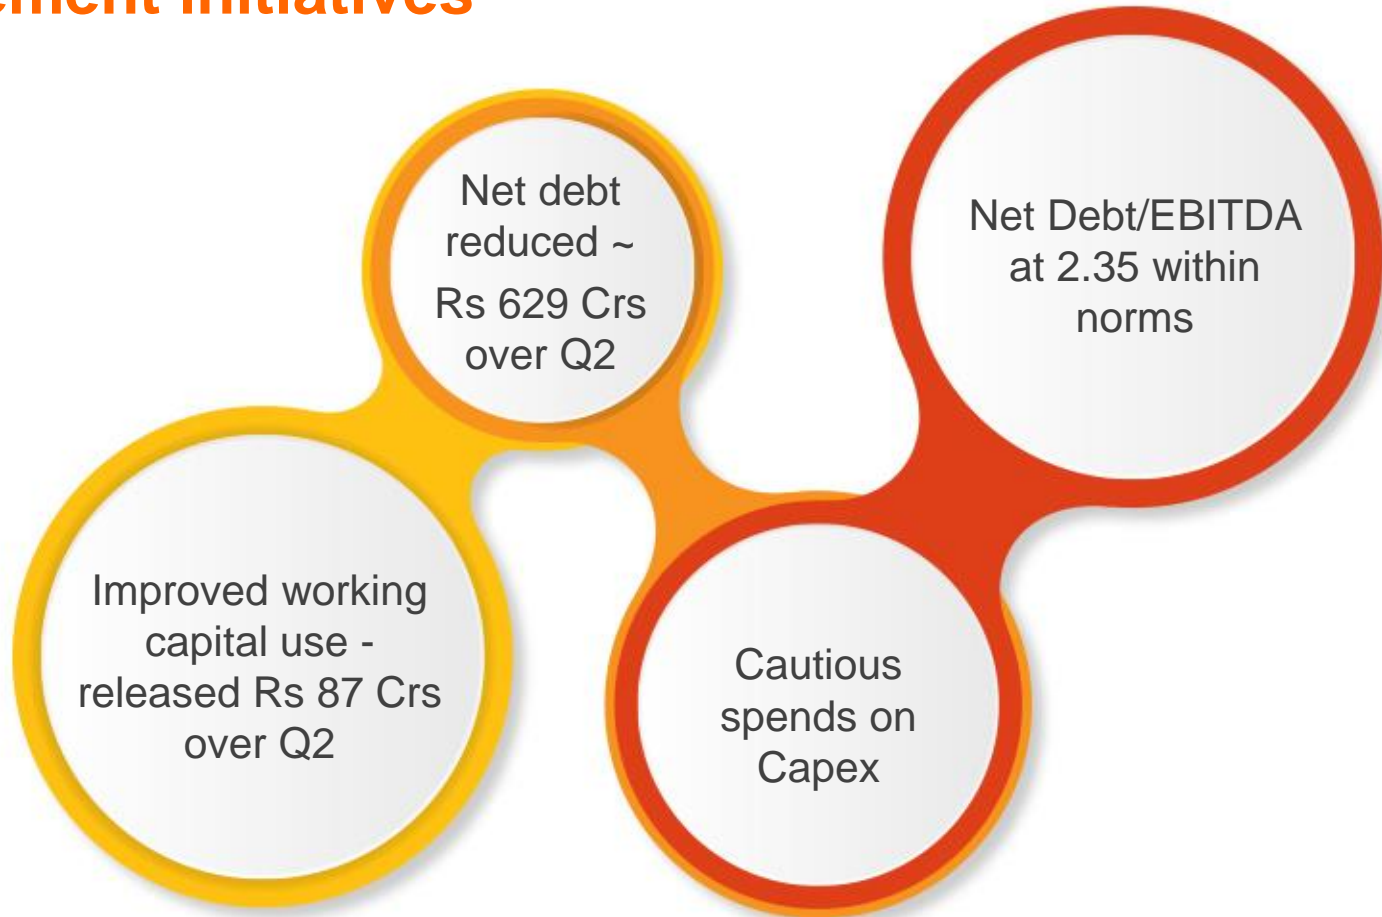 initiatives
Net debt
reduced ~
Rs 629 Crs
over Q2
Net Debt/EBITDA
at 2.35 within
norms
Improved working
capital use -
released Rs 87 Crs
over Q2
Cautious
spends on
Capex